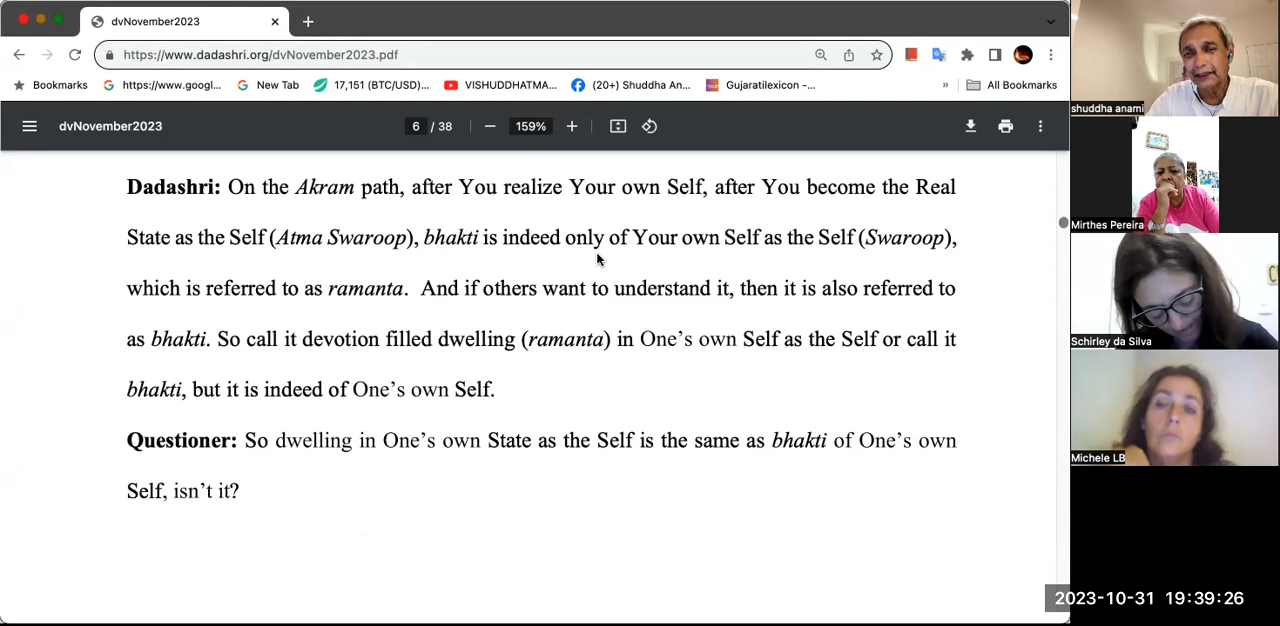 dvNovember2023
https://www.dadashri.org/dvNovember2023.pdf
Bookmarks
https://www.googl...
New Tab
17,151 (BTC/USD)...
VISHUDDHATMA...
(20+) Shuddha An...
Gujaratilexicon -...
»
All Bookmarks
dvNovember2023
6 / 38
159%
Dadashri: On the Akram path, after You realize Your own Self, after You become the Real
State as the Self (Atma Swaroop), bhakti is indeed only of Your own Self as the Self (Swaroop),
which is referred to as ramanta. And if others want to understand it, then it is also referred to
as bhakti. So call it devotion filled dwelling (ramanta) in One's own Self as the Self or call it
bhakti, but it is indeed of One's own Self.
Questioner: So dwelling in One's own State as the Self is the same as bhakti of One's own
Self, isn't it?
shuddha anami
Mirthes Pereira
Schirley da Silva
Michele LB
2023-10-31 19:39:26